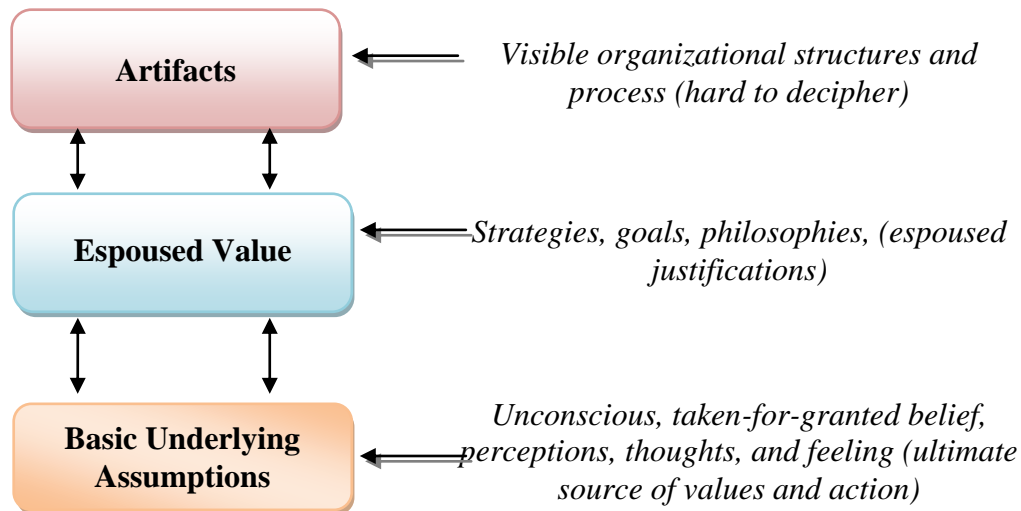 Artifacts
Visible organizational structures and
process (hard to decipher)
Espoused Value
Strategies, goals, philosophies, (espoused
justifications)
Basic Underlying
Assumptions
Unconscious, taken-for-granted belief,
perceptions, thoughts, and feeling (ultimate
source of values and action)